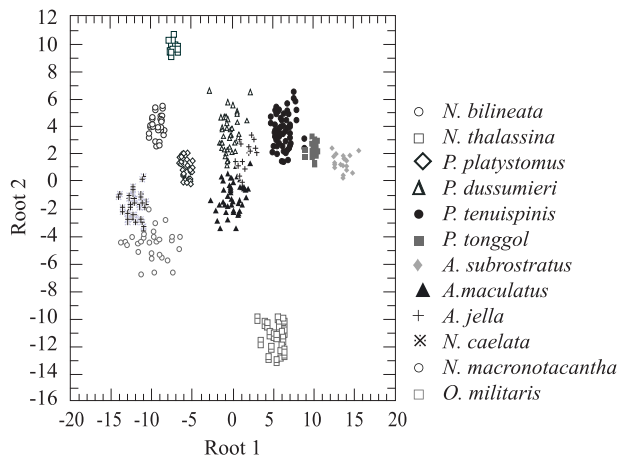 12
10
8
6
4
2
0
-2
-4
-6
-8
-10
-12
-14
-16
Root 2
-20 -15 -10 -5 0 5 10 15 20
Root 1
N. bilineata
N. thalassina
P. platystomus
P. dussumieri
P. tenuispinis
P. tonggol
A. subrostratus
A.maculatus
A. jella
N. caelata
N. macronotacantha
O. militaris